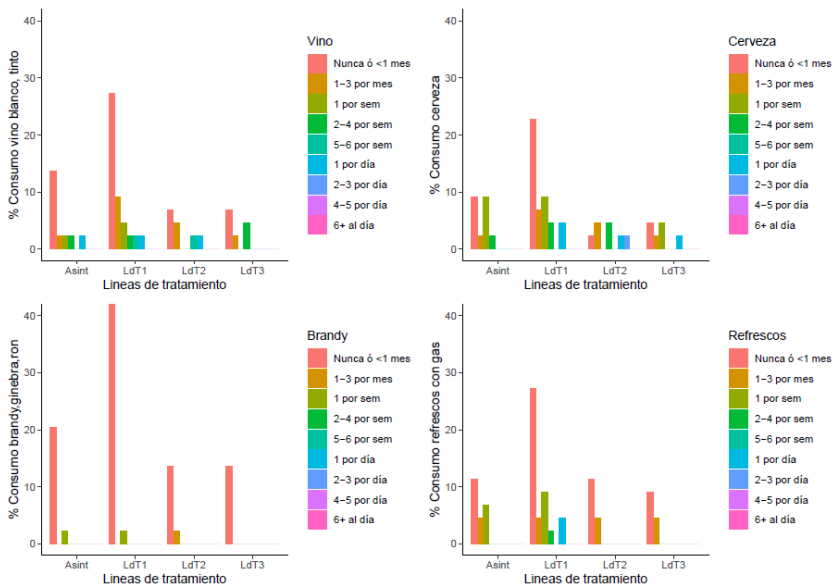 % Consumo vino blanco, tinto
40
30
20
10
0
Asint
LdT1
LdT2
LdT3
Lineas de tratamiento
Vino
Nunca ó <1 mes
1−3 por mes
1 por sem
2−4 por sem
5−6 por sem
1 por día
2−3 por día
4−5 por día
6+ al día
% Consumo cerveza
40
30
20
10
0
Asint
LdT1
LdT2
LdT3
Lineas de tratamiento
Cerveza
Nunca ó <1 mes
1−3 por mes
1 por sem
2−4 por sem
5−6 por sem
1 por día
2−3 por día
4−5 por día
6+ al día
% Consumo brandy,ginebra,ron
40
30
20
10
0
Asint
LdT1
LdT2
LdT3
Lineas de tratamiento
Brandy
Nunca ó <1 mes
1−3 por mes
1 por sem
2−4 por sem
5−6 por sem
1 por día
2−3 por día
4−5 por día
6+ al día
% Consumo refrescos con gas
40
30
20
10
0
Asint
LdT1
LdT2
LdT3
Lineas de tratamiento
Refrescos
Nunca ó <1 mes
1−3 por mes
1 por sem
2−4 por sem
5−6 por sem
1 por día
2−3 por día
4−5 por día
6+ al día